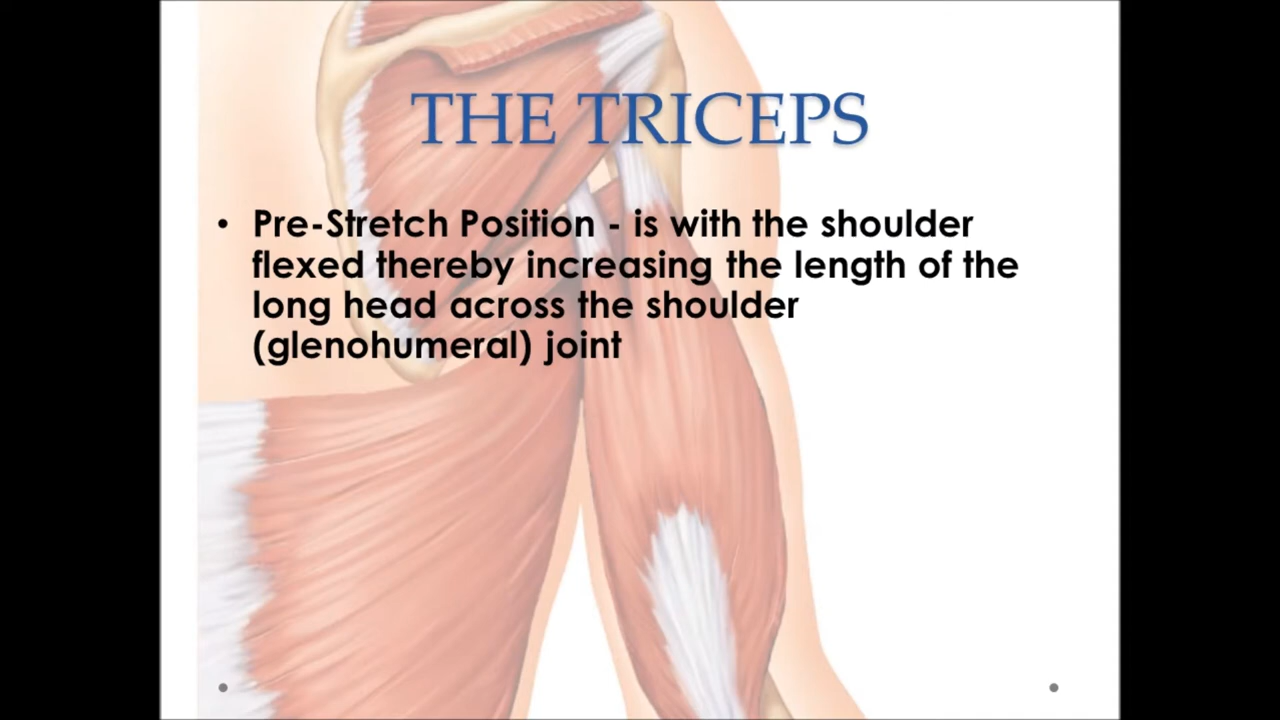 THE TRICEPS
• Pre-Stretch Position - is with the shoulder
flexed thereby increasing the length of the
long head across the shoulder
(glenohumeral) joint